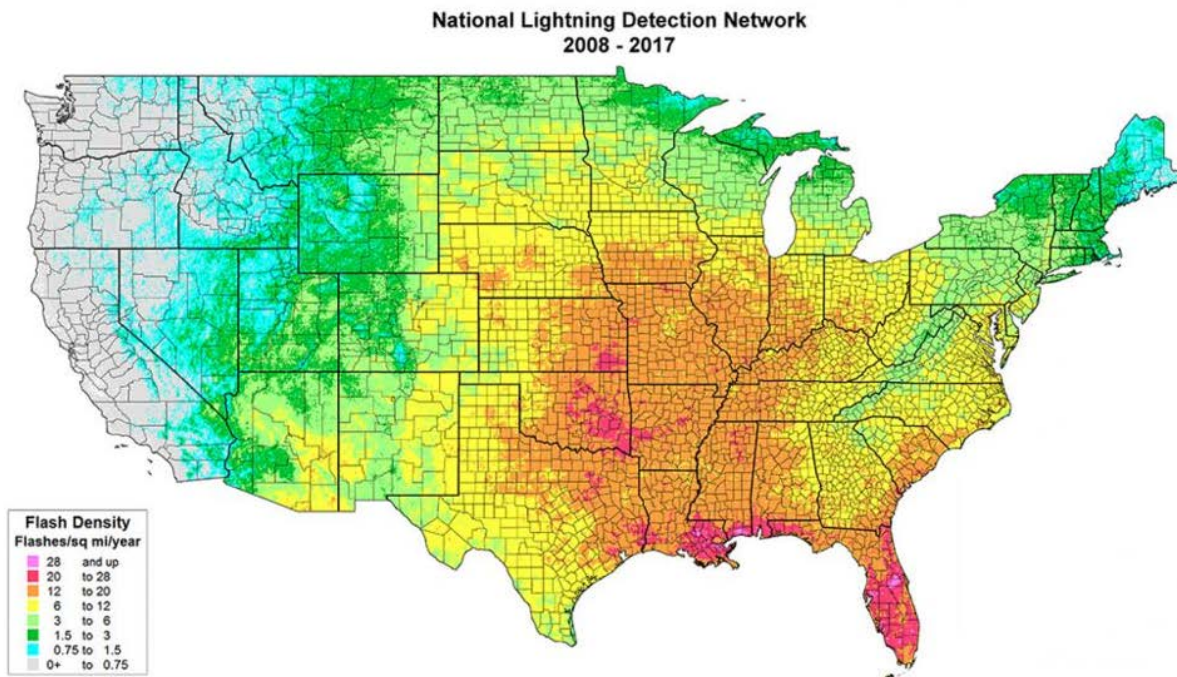 National Lightning Detection Network
2008 - 2017
Flash Density
Flashes/sq mi/year
28 and up
20 to 28
12 to 20
6 to 12
3 to 6
1.5 to 3
0.75 to 1.5
0+ to 0.75